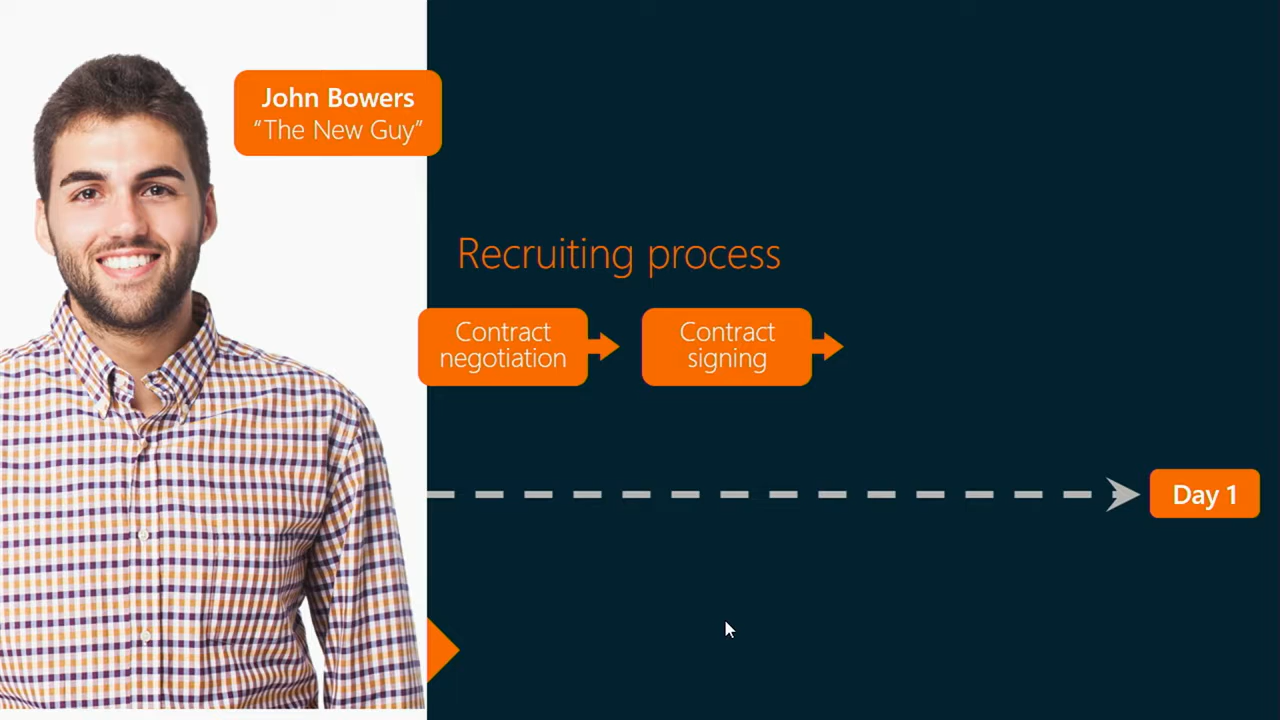 John Bowers
“The New Guy”
Recruiting process
Contract
negotiation
Contract
signing
Day 1